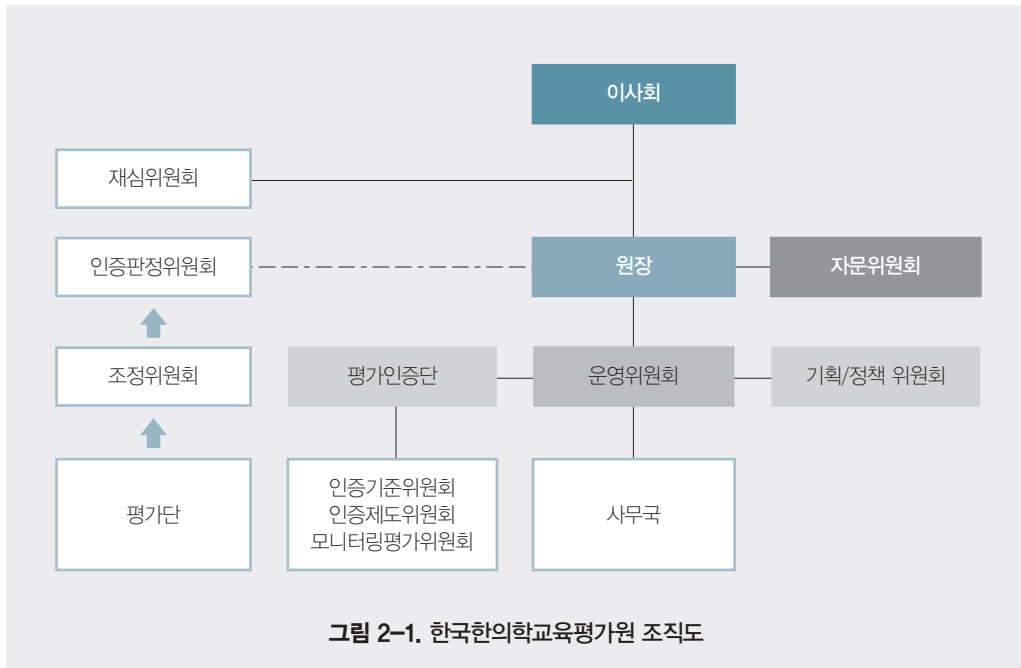 이사회
재심위원회
인증판정위원회
원장
자문위원회
조정위원회
평가인증단
운영위원회
기획/정책 위원회
평가단
인증기준위원회
인증제도위원회
모니터링평가위원회
사무국
그림 2-1. 한국한의학교육평가원 조직도